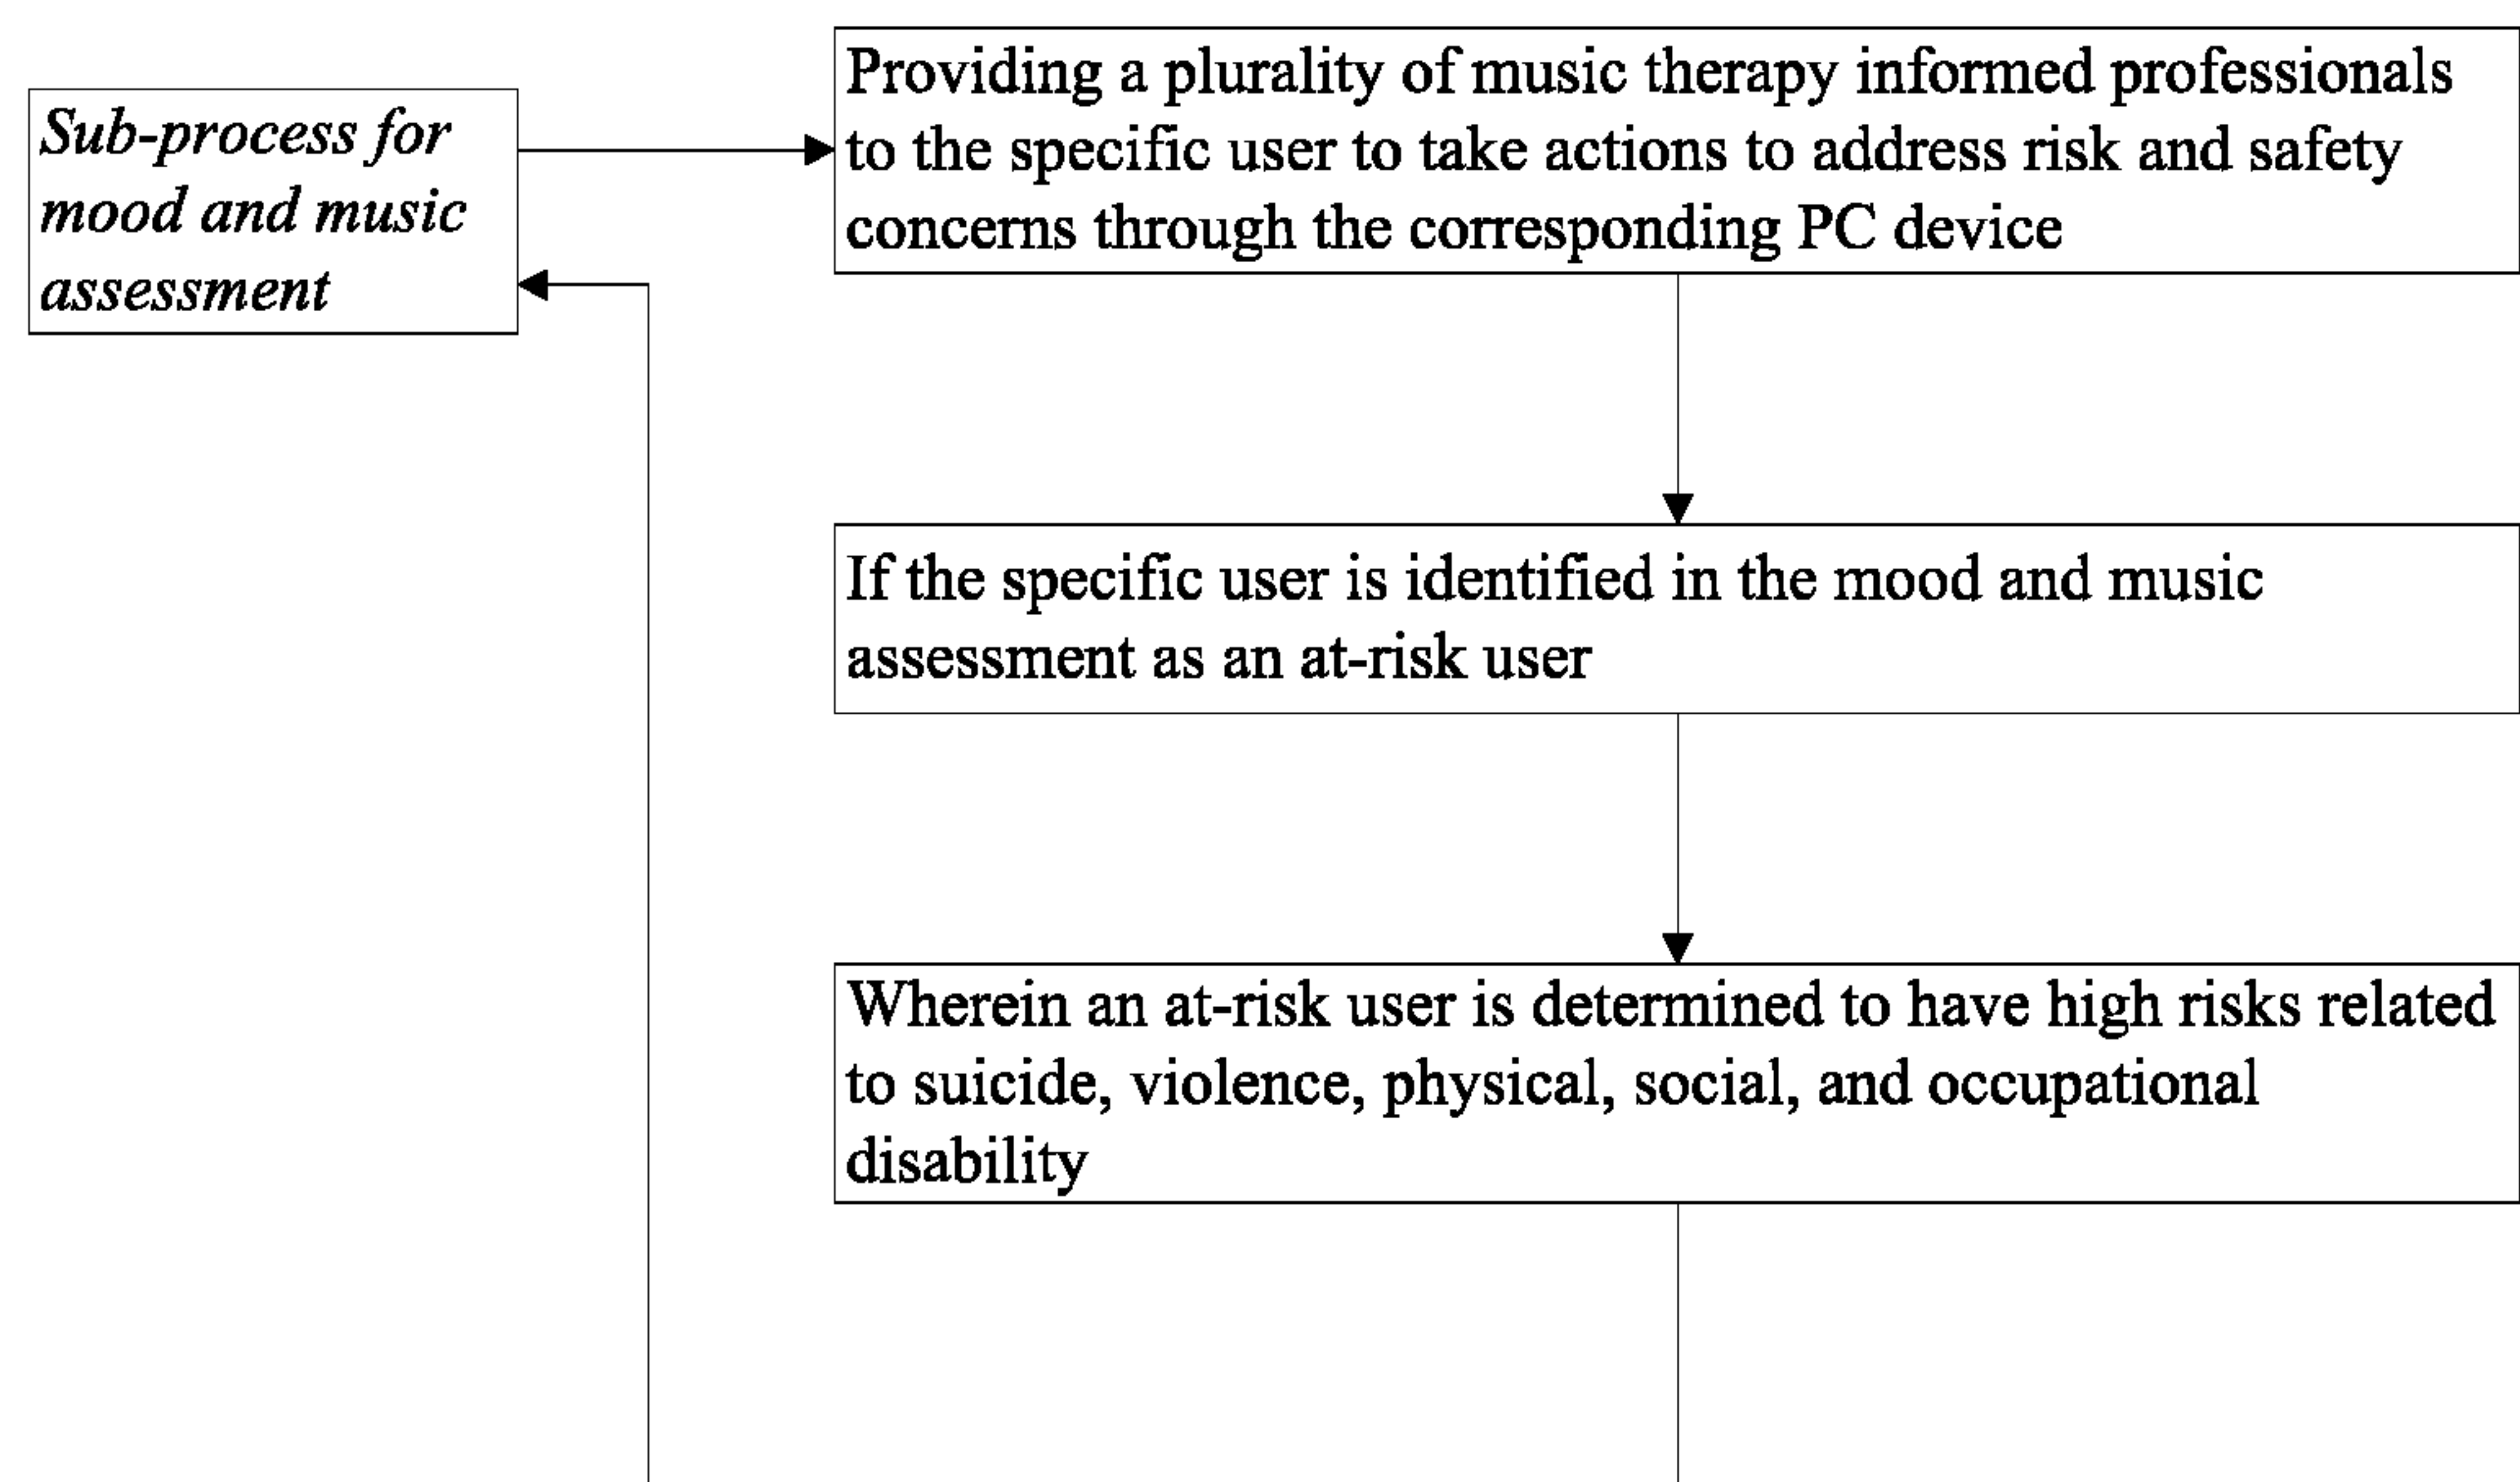 Sub-process for
mood and music
assessment
Providing a plurality of music therapy informed professionals
to the specific user to take actions to address risk and safety
concerns through the corresponding PC device
If the specific user is identified in the mood and music
assessment as an at-risk user
Wherein an at-risk user is determined to have high risks related
to suicide, violence, physical, social, and occupational
disability